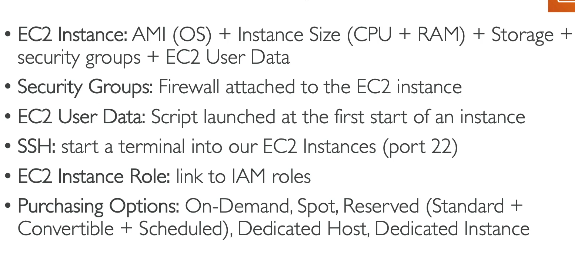 • EC2 Instance: AMI (OS) + Instance Size (CPU + RAM) + Storage +
security groups + EC2 User Data
• Security Groups: Firewall attached to the EC2 instance
• EC2 User Data: Script launched at the first start of an instance
• SSH: start a terminal into our EC2 Instances (port 22)
• EC2 Instance Role: link to IAM roles
• Purchasing Options: On-Demand, Spot, Reserved (Standard +
Convertible + Scheduled), Dedicated Host, Dedicated Instance